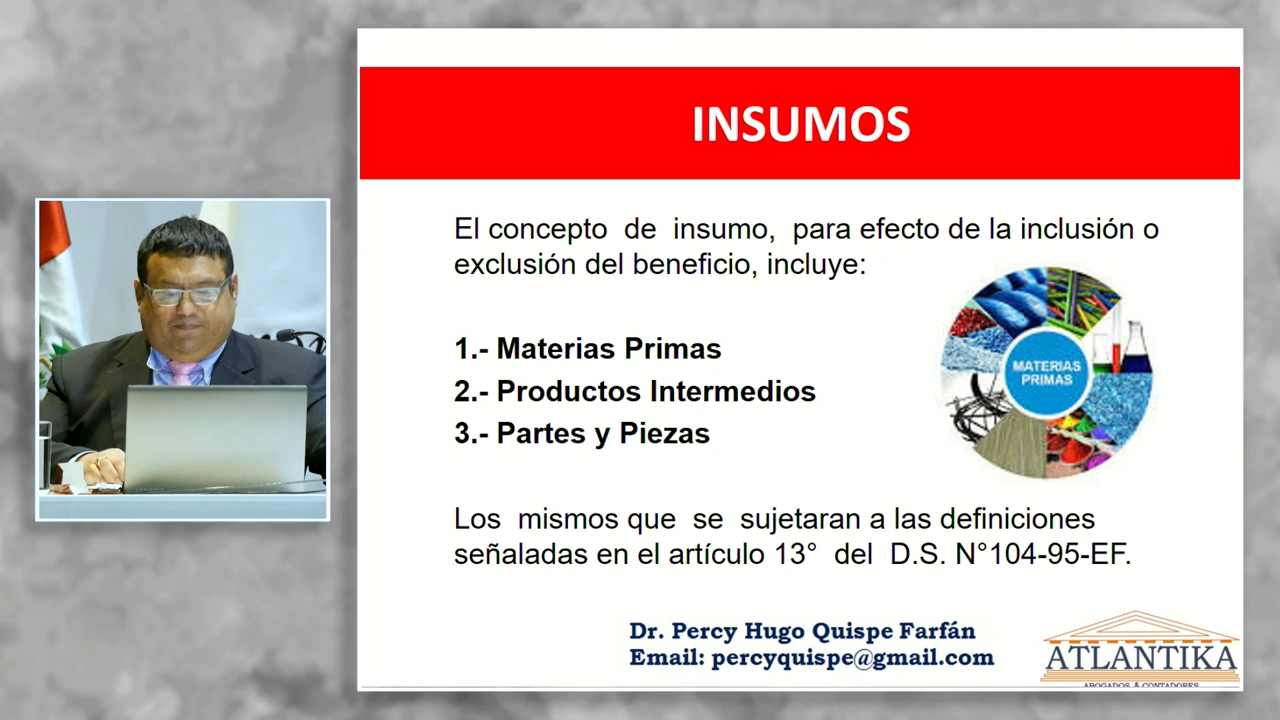 INSUMOS
El concepto de insumo, para efecto de la inclusión o
exclusión del beneficio, incluye:
1.- Materias Primas
2.- Productos Intermedios
3.- Partes y Piezas
MATERIAS
PRIMAS
Los mismos que se sujetaran a las definiciones
señaladas en el artículo 13° del D.S. N°104-95-EF.
Dr. Percy Hugo Quispe Farfán
Email: percyquispe@gmail.com
ATLANTIKA
ABOGADOS & CONTADORES